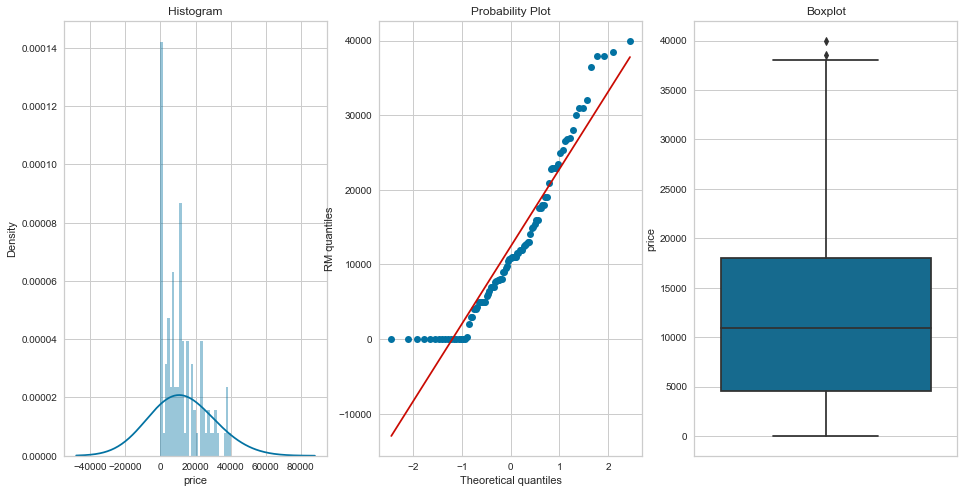 Histogram
Density
0.00014
0.00012
0.00010
0.00008
0.00006
0.00004
0.00002
0.00000
−40000 −20000 0 20000 40000 60000 80000
price
Probability Plot
RM quantiles
40000
30000
20000
10000
0
−10000
−2 −1 0 1 2
Theoretical quantiles
Boxplot
price
40000
35000
30000
25000
20000
15000
10000
5000
0